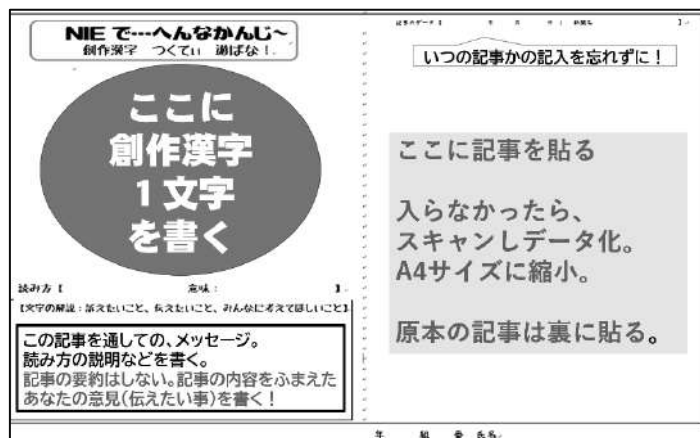 NIE で…へんなかんじ～
創作漢字 つくてい 謝ばな！
ここに
創作漢字
1文字
を書く
読み方【 意味： 】
【文字の解説：訴えたいこと、伝えたいこと、みんなに考えてほしいこと】
この記事を通しての、メッセージ。
読み方の説明などを書く。
記事の要約はしない。記事の内容をふまえた
あなたの意見(伝えたい事)を書く！
記事のデータ【 年 月 日： 新聞名 】
いつの記事かの記入を忘れずに！
ここに記事を貼る
入らなかったら、
スキャンしデータ化。
A4サイズに縮小。
原本の記事は裏に貼る。
年 組 番 氏名